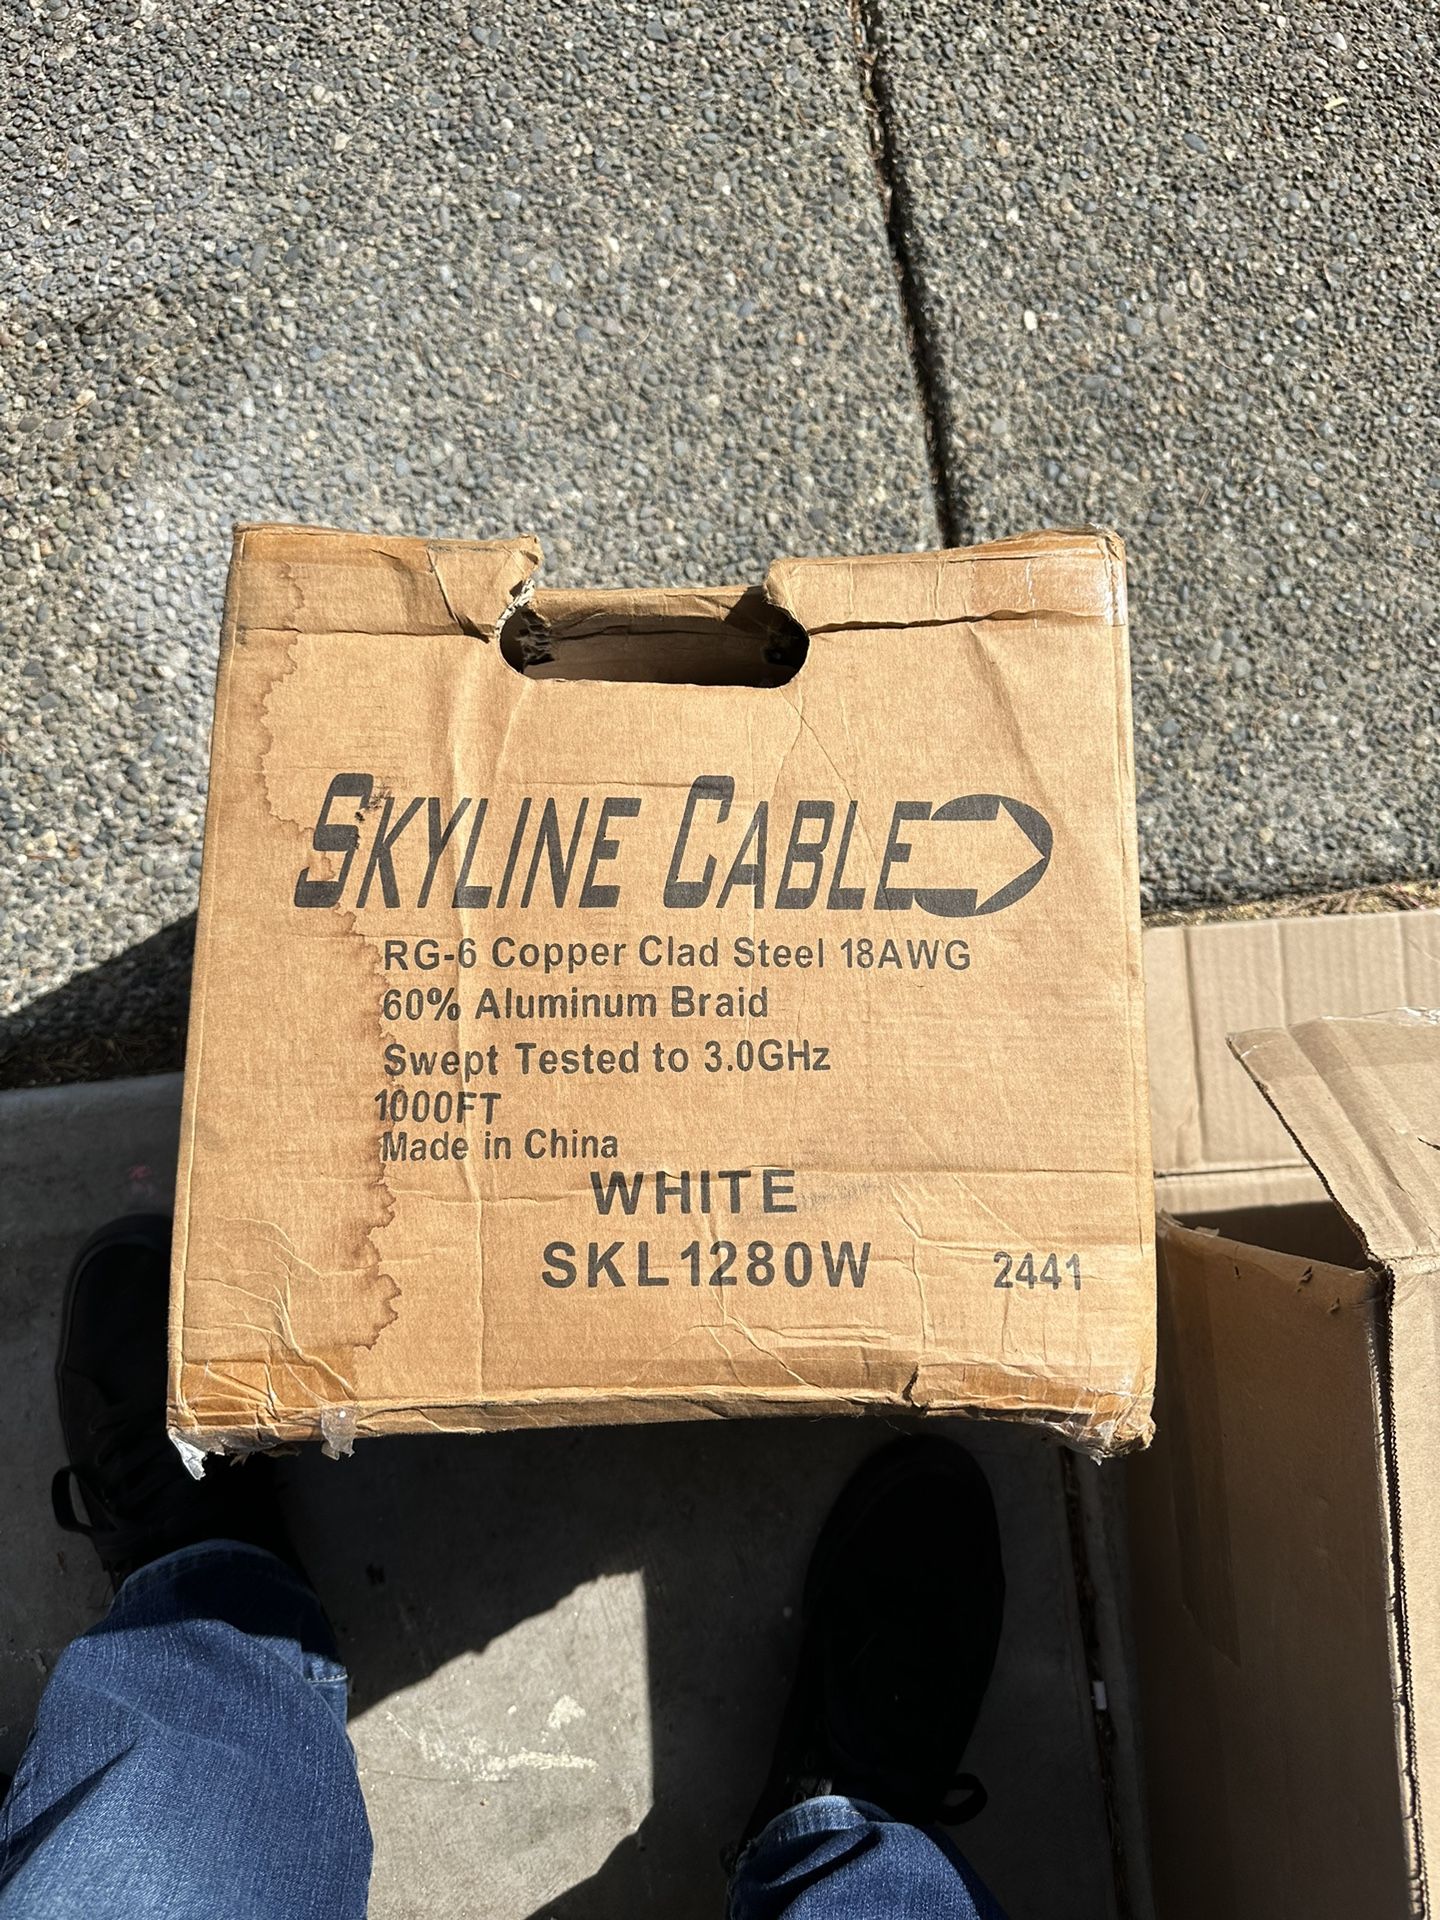 SKYLINE CABLE
RG-6 Copper Clad Steel 18AWG
60% Aluminum Braid
Swept Tested to 3.0GHz
1000FT
Made in China
WHITE
SKL1280W 2441